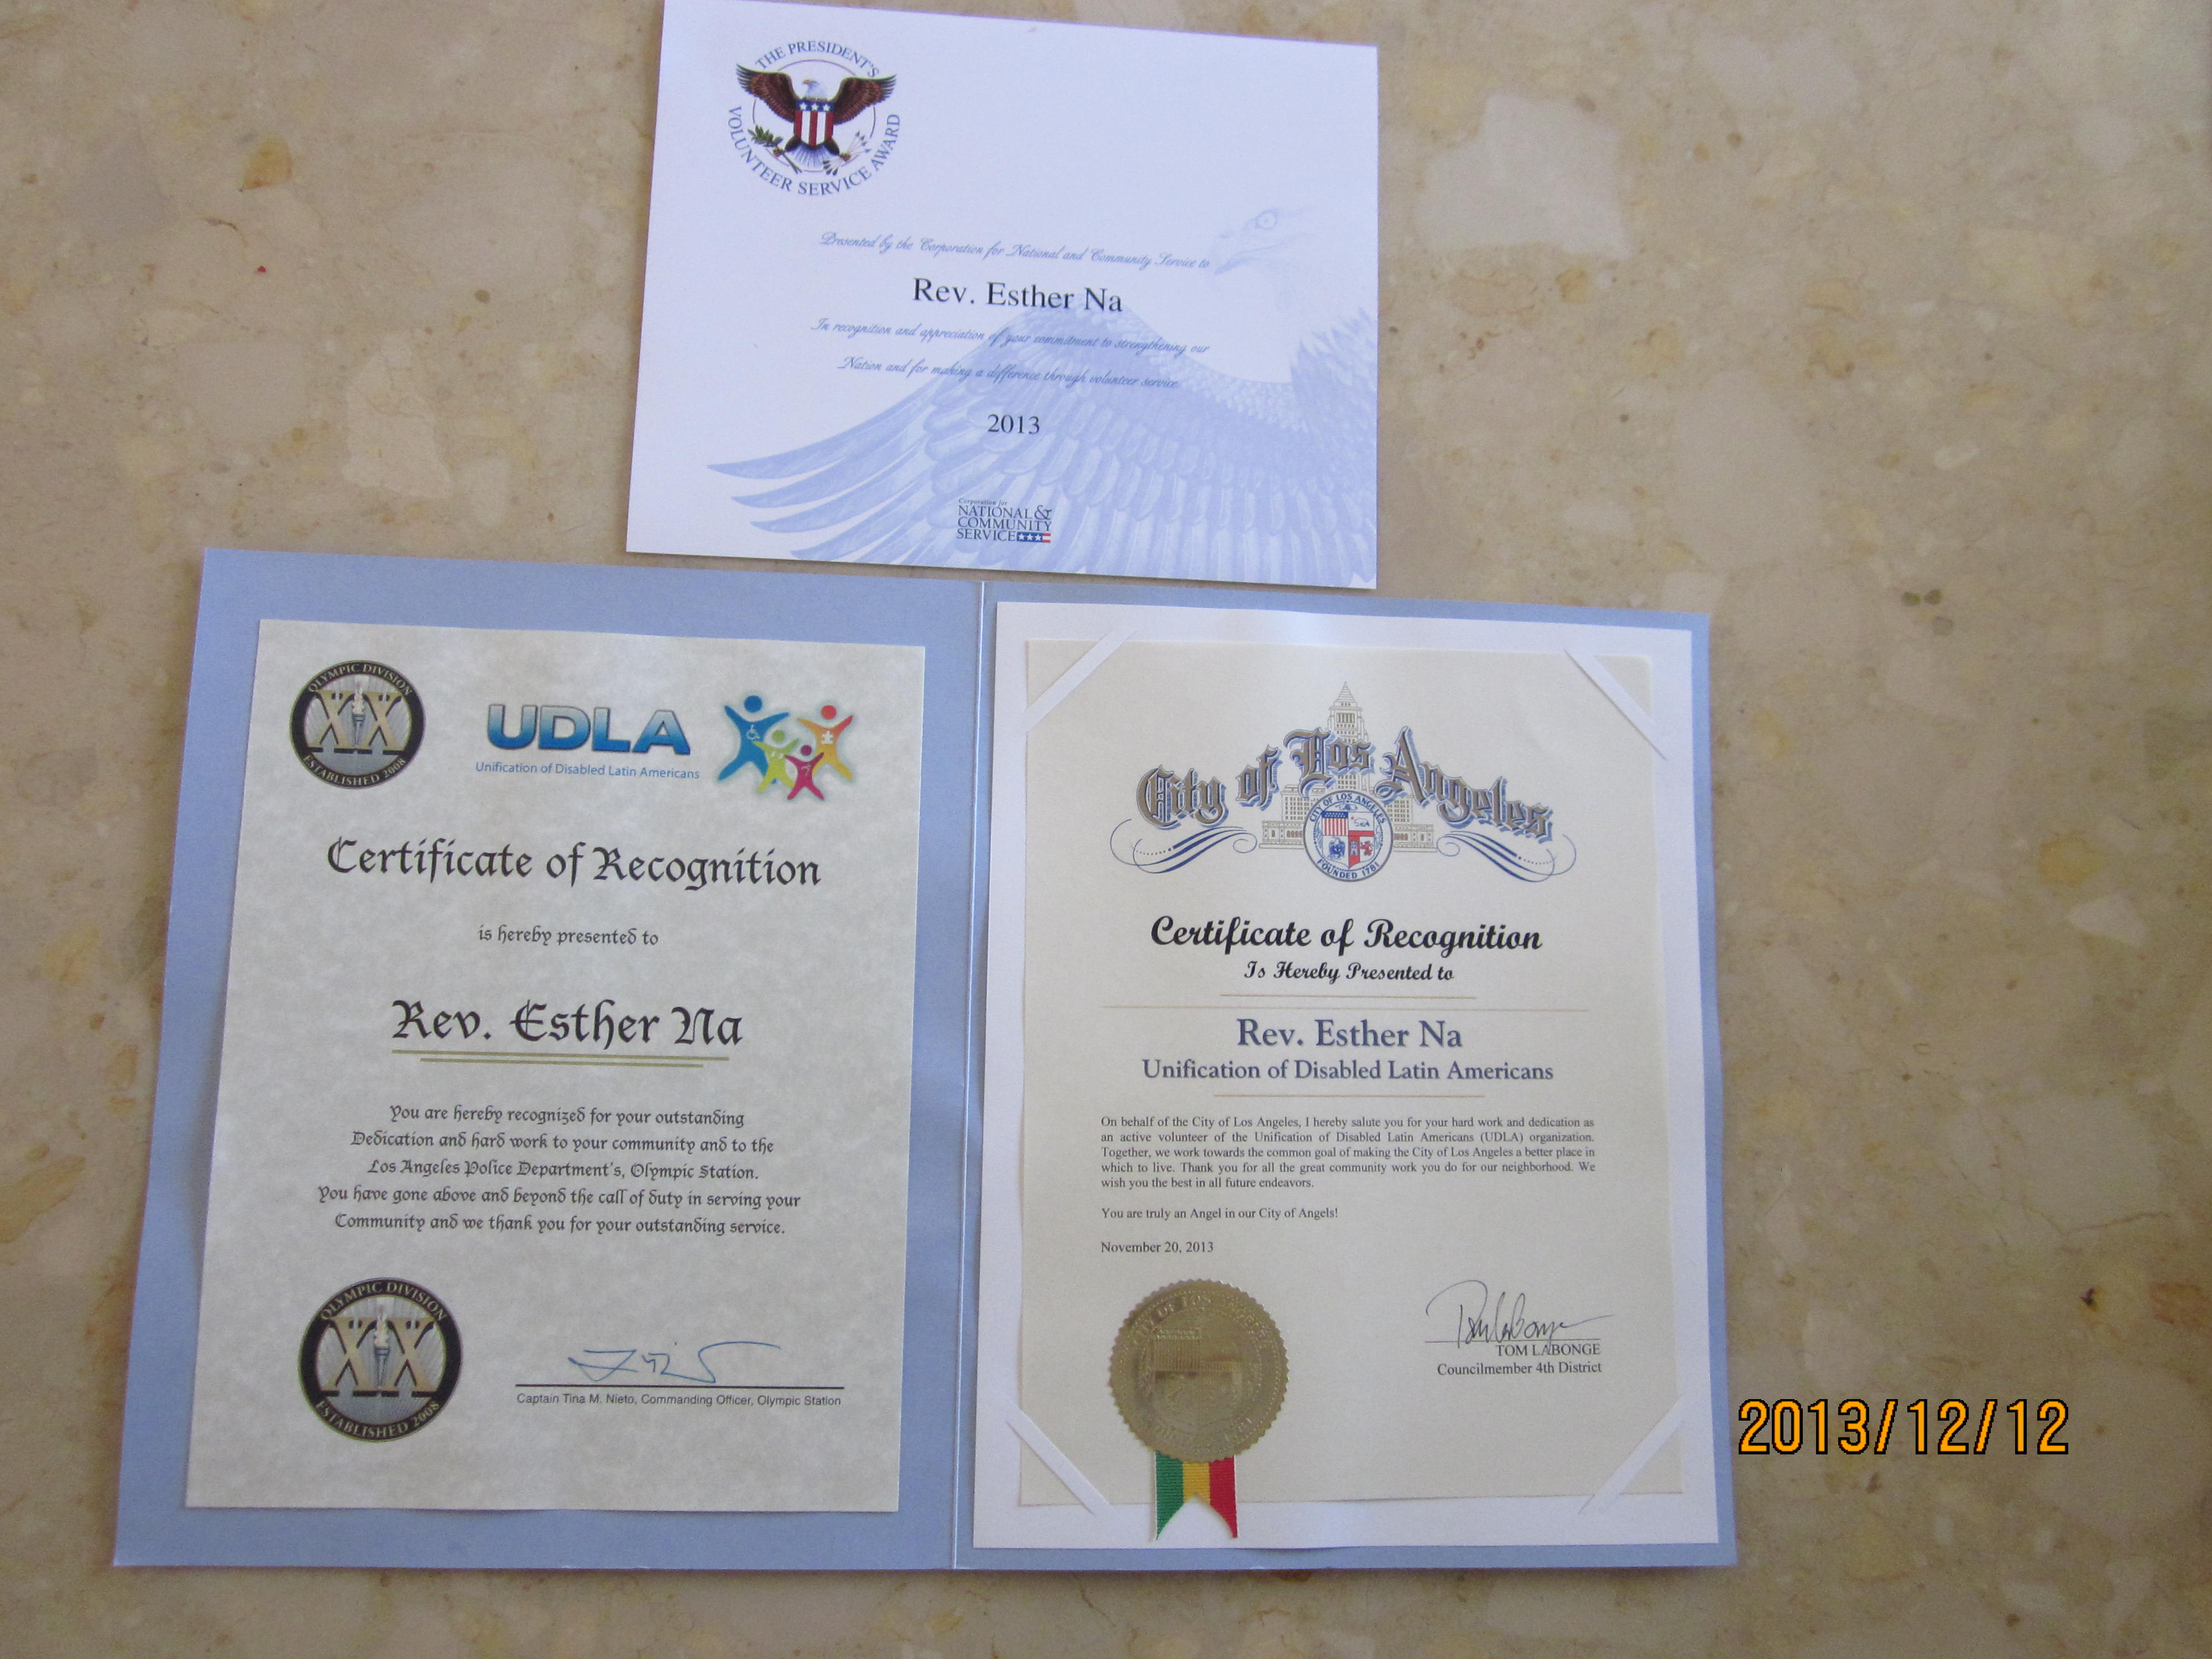 THE PRESIDENT'S
VOLUNTEER SERVICE AWARD
Presented by the Corporation for National and Community Service to
Rev. Esther Na
In recognition and appreciation of your commitment to strengthening our
Nation and for making a difference through volunteer service
2013
Corporation for
NATIONAL &
COMMUNITY
SERVICE
OLYMPIC DIVISION
XX
ESTABLISHED 2008
UDLA
Unification of Disabled Latin Americans
Certificate of Recognition
is hereby presented to
Rev. Esther Na
You are hereby recognized for your outstanding
Dedication and hard work to your community and to the
Los Angeles Police Department's, Olympic Station.
You have gone above and beyond the call of duty in serving your
Community and we thank you for your outstanding service.
OLYMPIC DIVISION
XX
ESTABLISHED 2008
Captain Tina M. Nieto, Commanding Officer, Olympic Station
City of Los Angeles
CITY OF LOS ANGELES
FOUNDED 1781
Certificate of Recognition
Is Hereby Presented to
Rev. Esther Na
Unification of Disabled Latin Americans
On behalf of the City of Los Angeles, I hereby salute you for your hard work and dedication as
an active volunteer of the Unification of Disabled Latin Americans (UDLA) organization.
Together, we work towards the common goal of making the City of Los Angeles a better place in
which to live. Thank you for all the great community work you do for our neighborhood. We
wish you the best in all future endeavors.
You are truly an Angel in our City of Angels!
November 20, 2013
TOM LABONGE
Councilmember 4th District
2013/12/12